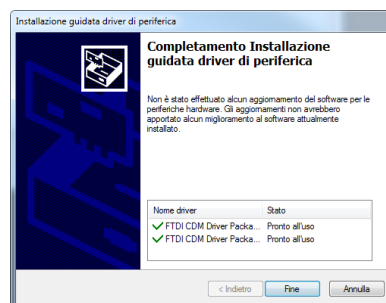 Installazione guidata driver di periferica
Completamento Installazione
guidata driver di periferica
Non è stato effettuato alcun aggiornamento del software per le
periferiche hardware. Gli aggiornamenti non avrebbero
apportato alcun miglioramento al software attualmente
installato.
Nome driver Stato
FTDI CDM Driver Packa... Pronto all'uso
FTDI CDM Driver Packa... Pronto all'uso
< Indietro Fine Annulla